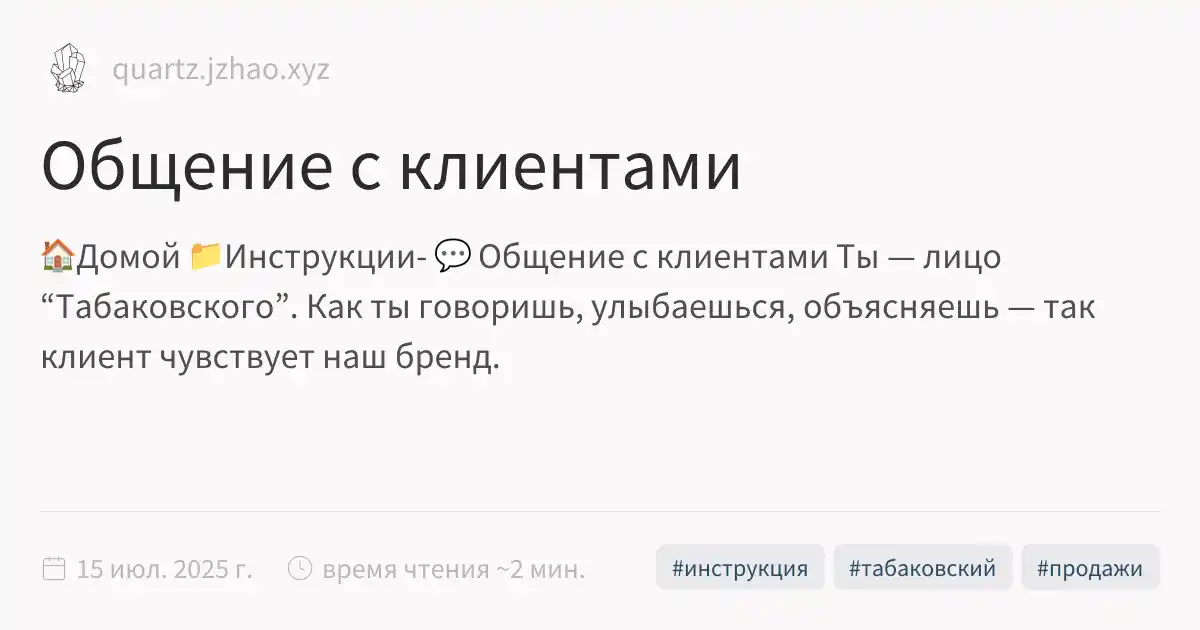 quartz.jzhao.xyz
Общение с клиентами
🏠Домой 📁Инструкции- 💬 Общение с клиентами Ты — лицо
“Табаковского”. Как ты говоришь, улыбаешься, объясняешь — так
клиент чувствует наш бренд.
15 июл. 2025 г. время чтения ~2 мин. #инструкция #табаковский #продажи